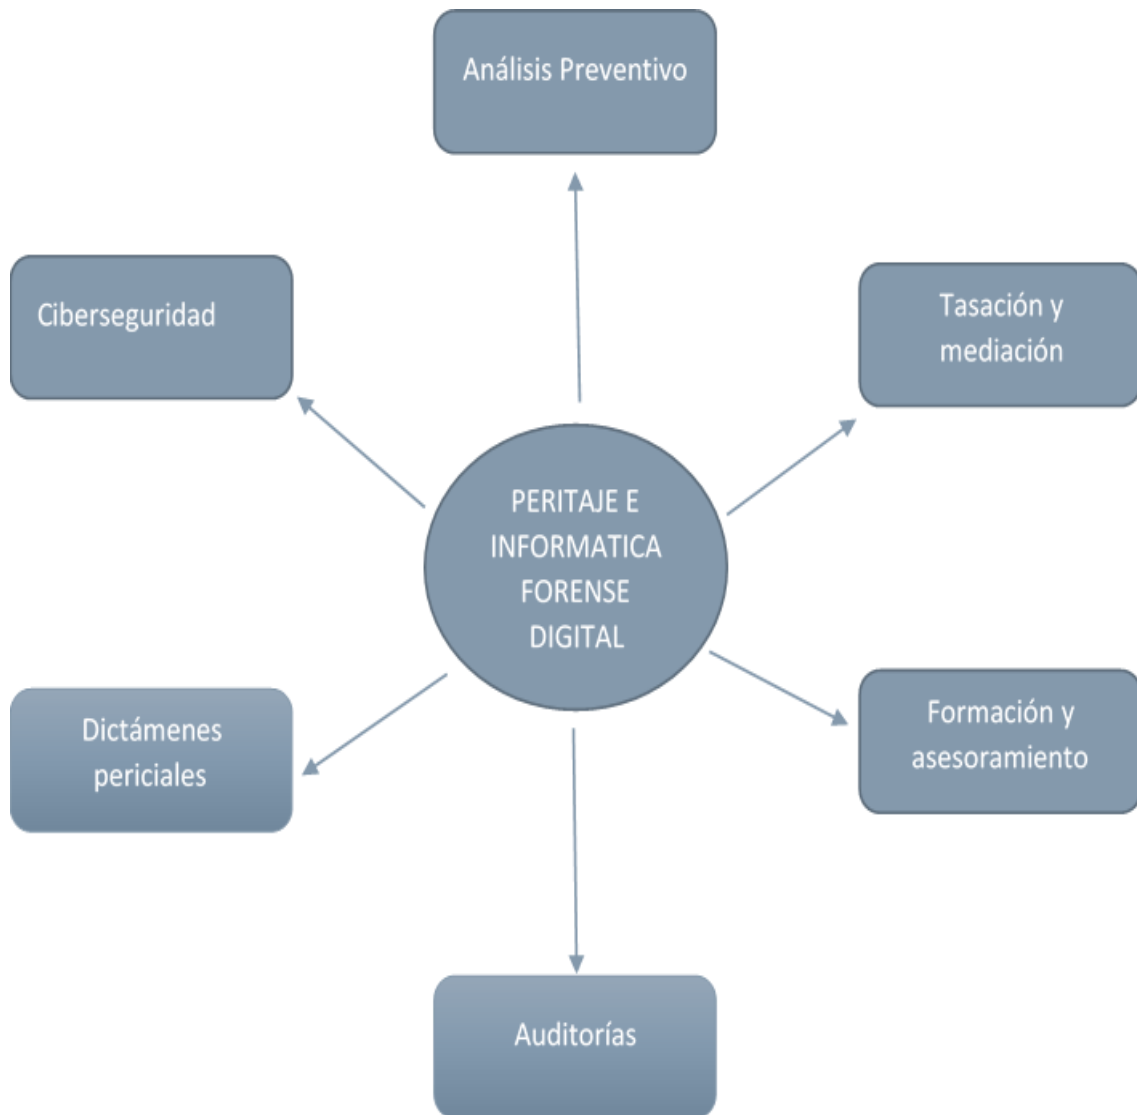 Análisis Preventivo
Ciberseguridad
Tasación y
mediación
PERITAJE E
INFORMATICA
FORENSE
DIGITAL
Dictámenes
periciales
Formación y
asesoramiento
Auditorías